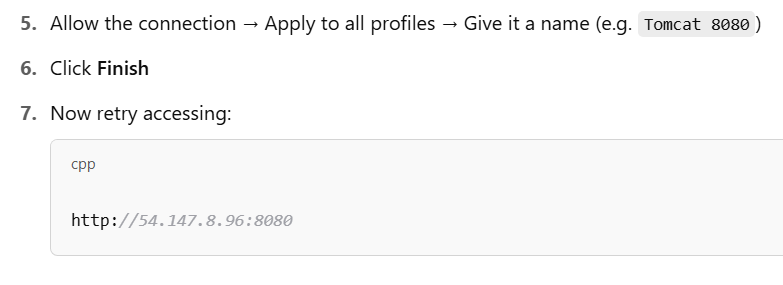 5. Allow the connection → Apply to all profiles → Give it a name (e.g. Tomcat 8080)
6. Click Finish
7. Now retry accessing:
cpp
http://54.147.8.96:8080